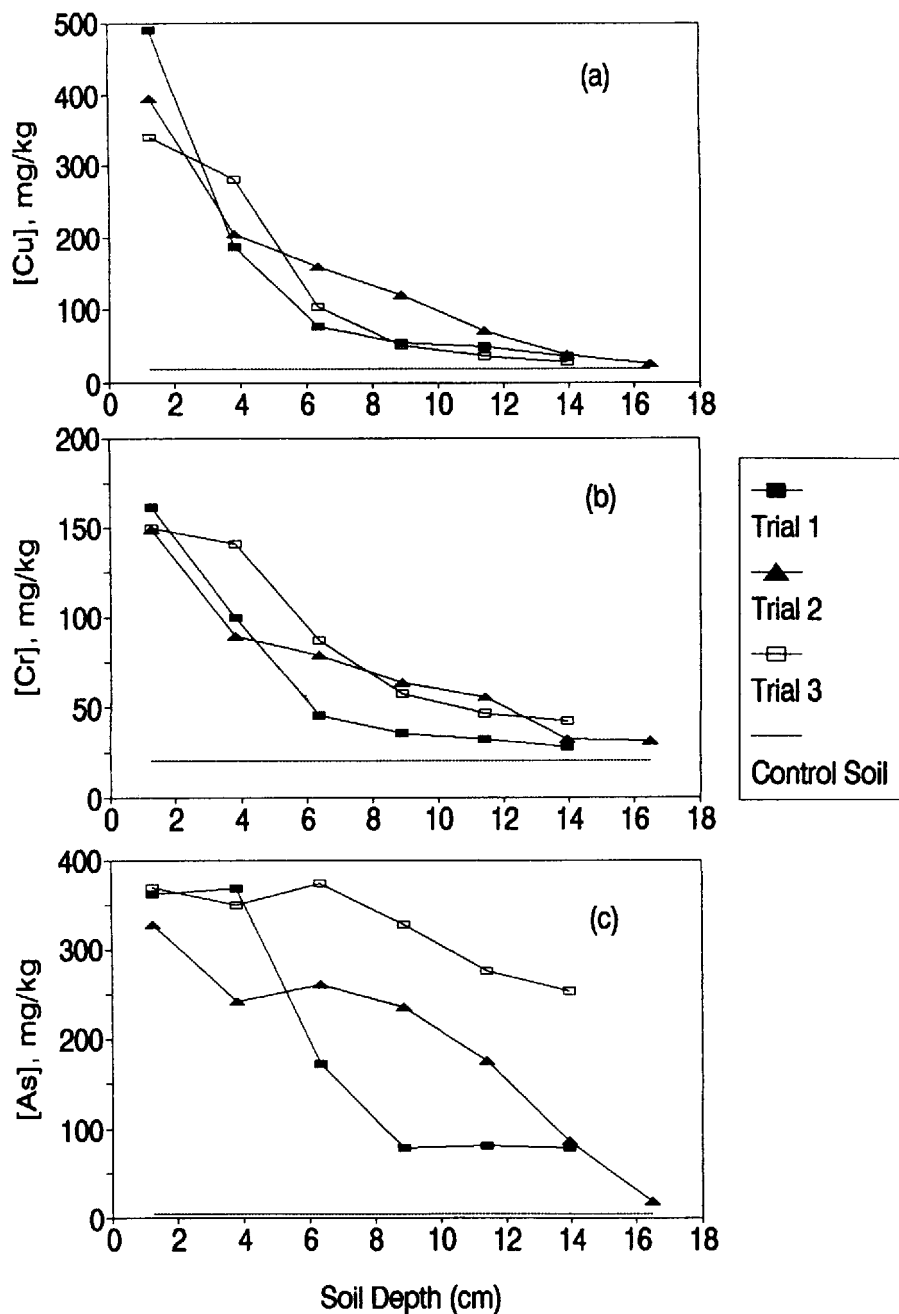 500
400
300
200
100
0
[Cu], mg/kg
(a)
0 2 4 6 8 10 12 14 16 18
200
150
100
50
0
[Cr], mg/kg
(b)
0 2 4 6 8 10 12 14 16 18
Trial 1
Trial 2
Trial 3
Control Soil
400
300
200
100
0
[As], mg/kg
(c)
0 2 4 6 8 10 12 14 16 18
Soil Depth (cm)